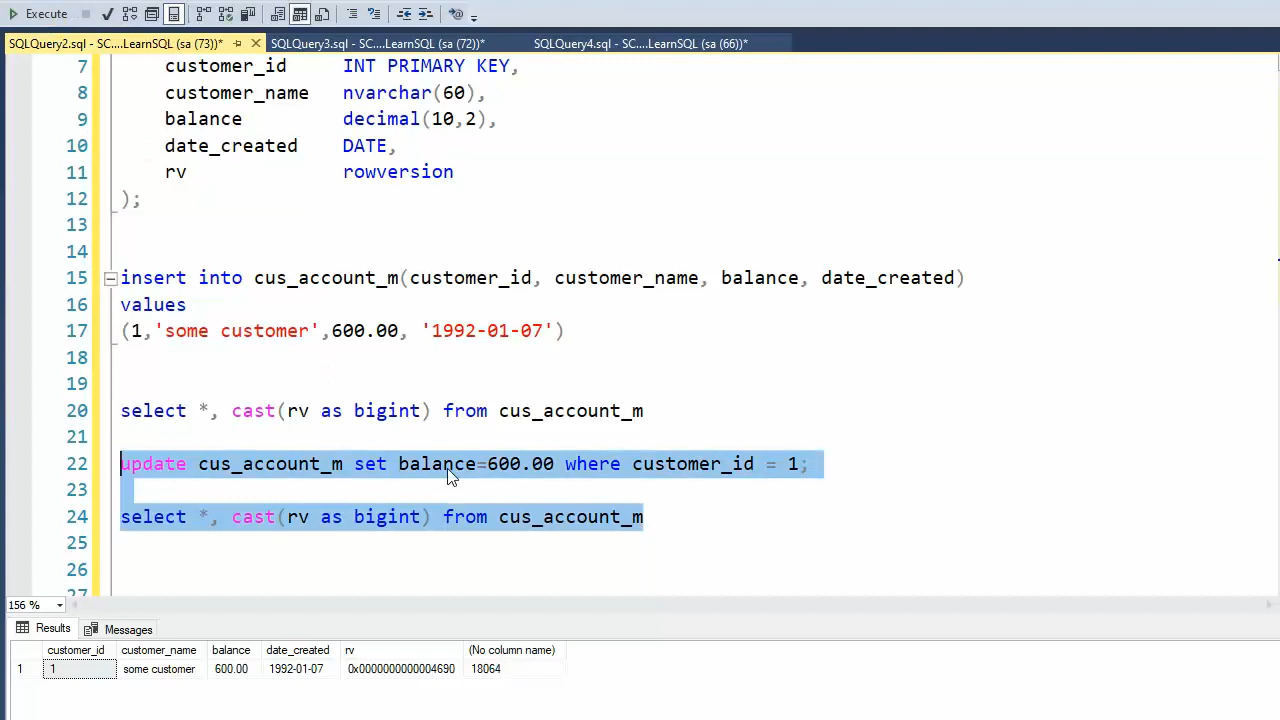 Execute
SQLQuery2.sql - SC....LearnSQL (sa (73))*
SQLQuery3.sql - SC....LearnSQL (sa (72))*
SQLQuery4.sql - SC....LearnSQL (sa (66))*
7 customer_id INT PRIMARY KEY,
8 customer_name nvarchar(60),
9 balance decimal(10,2),
10 date_created DATE,
11 rv rowversion
12 );
13
14
15 insert into cus_account_m(customer_id, customer_name, balance, date_created)
16 values
17 (1,'some customer',600.00, '1992-01-07')
18
19
20 select *, cast(rv as bigint) from cus_account_m
21
22 update cus_account_m set balance=600.00 where customer_id = 1;
23
24 select *, cast(rv as bigint) from cus_account_m
25
26
27
156 %
Results Messages
customer_id customer_name balance date_created rv (No column name)
1 1 some customer 600.00 1992-01-07 0x0000000000004690 18064